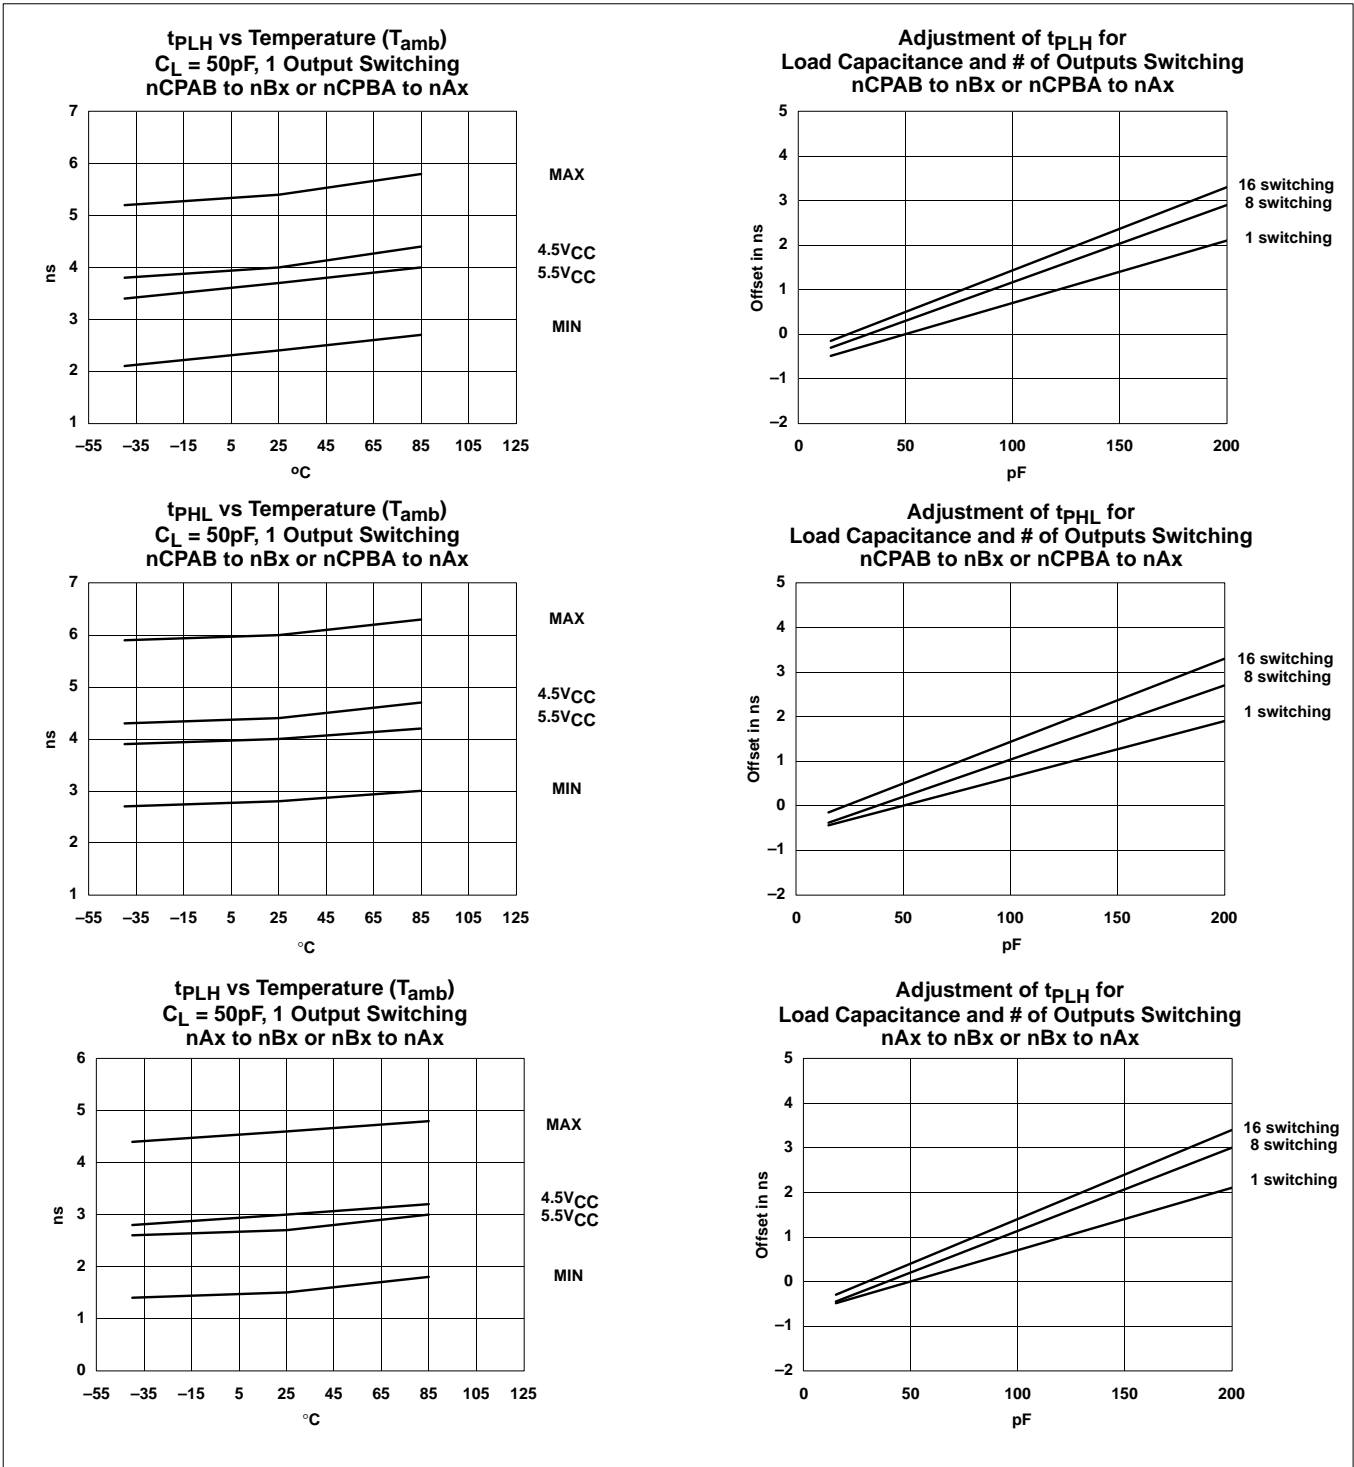 tPLH vs Temperature (Tamb)
CL = 50pF, 1 Output Switching
nCPAB to nBx or nCPBA to nAx
7
6
5
4
3
2
1
ns
–55 –35 –15 5 25 45 65 85 105 125
oC
MAX
4.5VCC
5.5VCC
MIN
Adjustment of tPLH for
Load Capacitance and # of Outputs Switching
nCPAB to nBx or nCPBA to nAx
5
4
3
2
1
0
–1
–2
Offset in ns
0 50 100 150 200
pF
16 switching
8 switching
1 switching
tPHL vs Temperature (Tamb)
CL = 50pF, 1 Output Switching
nCPAB to nBx or nCPBA to nAx
7
6
5
4
3
2
1
ns
–55 –35 –15 5 25 45 65 85 105 125
°C
MAX
4.5VCC
5.5VCC
MIN
Adjustment of tPHL for
Load Capacitance and # of Outputs Switching
nCPAB to nBx or nCPBA to nAx
5
4
3
2
1
0
–1
–2
Offset in ns
0 50 100 150 200
pF
16 switching
8 switching
1 switching
tPLH vs Temperature (Tamb)
CL = 50pF, 1 Output Switching
nAx to nBx or nBx to nAx
6
5
4
3
2
1
0
ns
–55 –35 –15 5 25 45 65 85 105 125
°C
MAX
4.5VCC
5.5VCC
MIN
Adjustment of tPLH for
Load Capacitance and # of Outputs Switching
nAx to nBx or nBx to nAx
5
4
3
2
1
0
–1
–2
Offset in ns
0 50 100 150 200
pF
16 switching
8 switching
1 switching